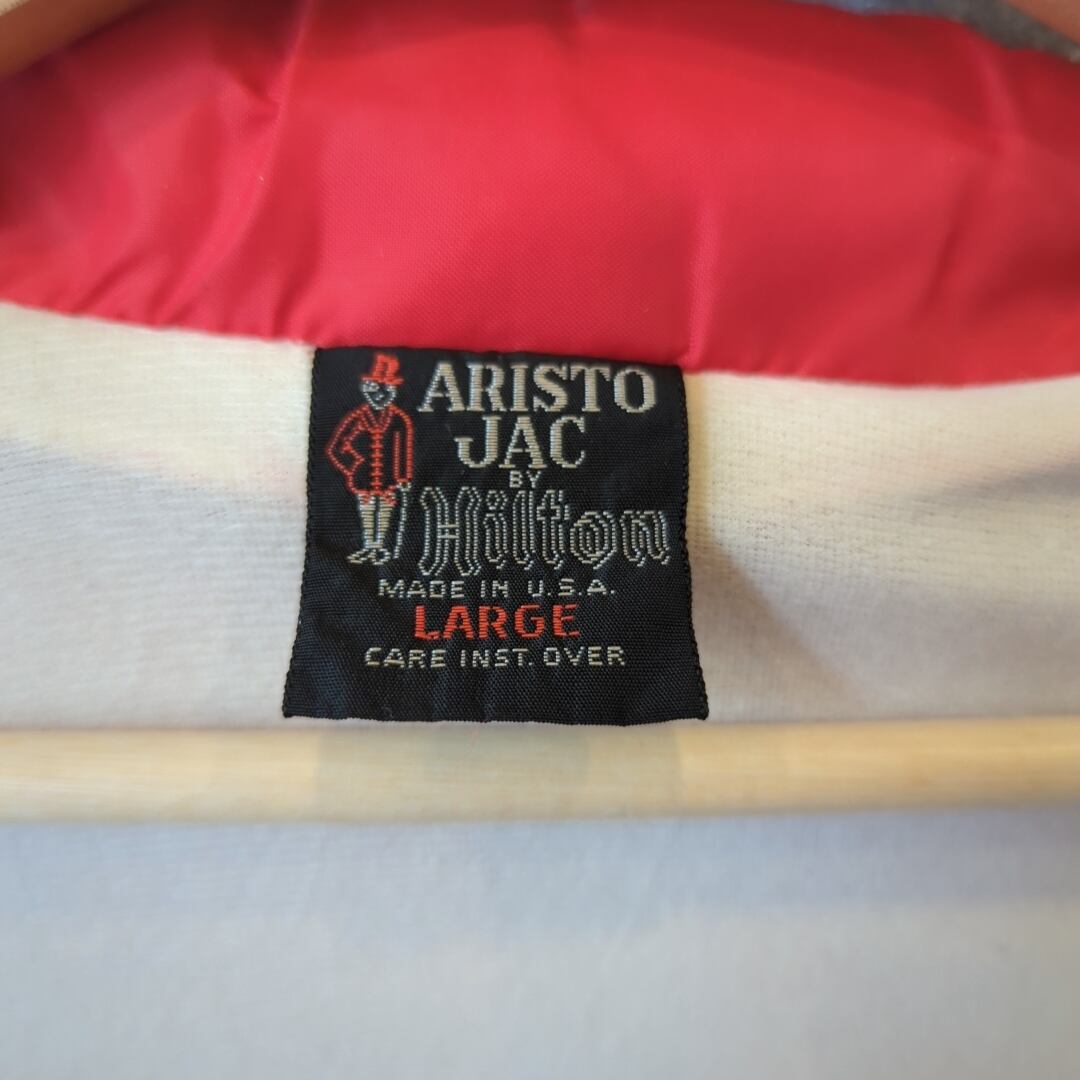 ARISTO
JAC
BY
Hilton
MADE IN U.S.A.
LARGE
CARE INST. OVER